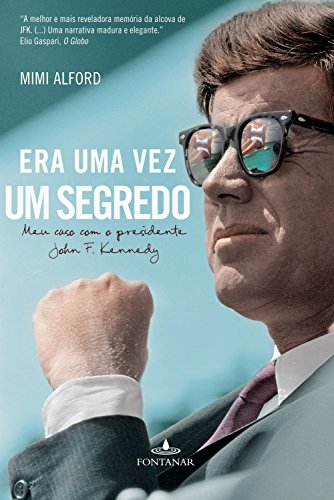 "A melhor e mais reveladora memória da alcova de
JFK. (...) Uma narrativa madura e elegante."
Elio Gaspari, O Globo
MIMI ALFORD
ERA UMA VEZ
UM SEGREDO
Meu caso com o presidente
John F. Kennedy
FONTANAR